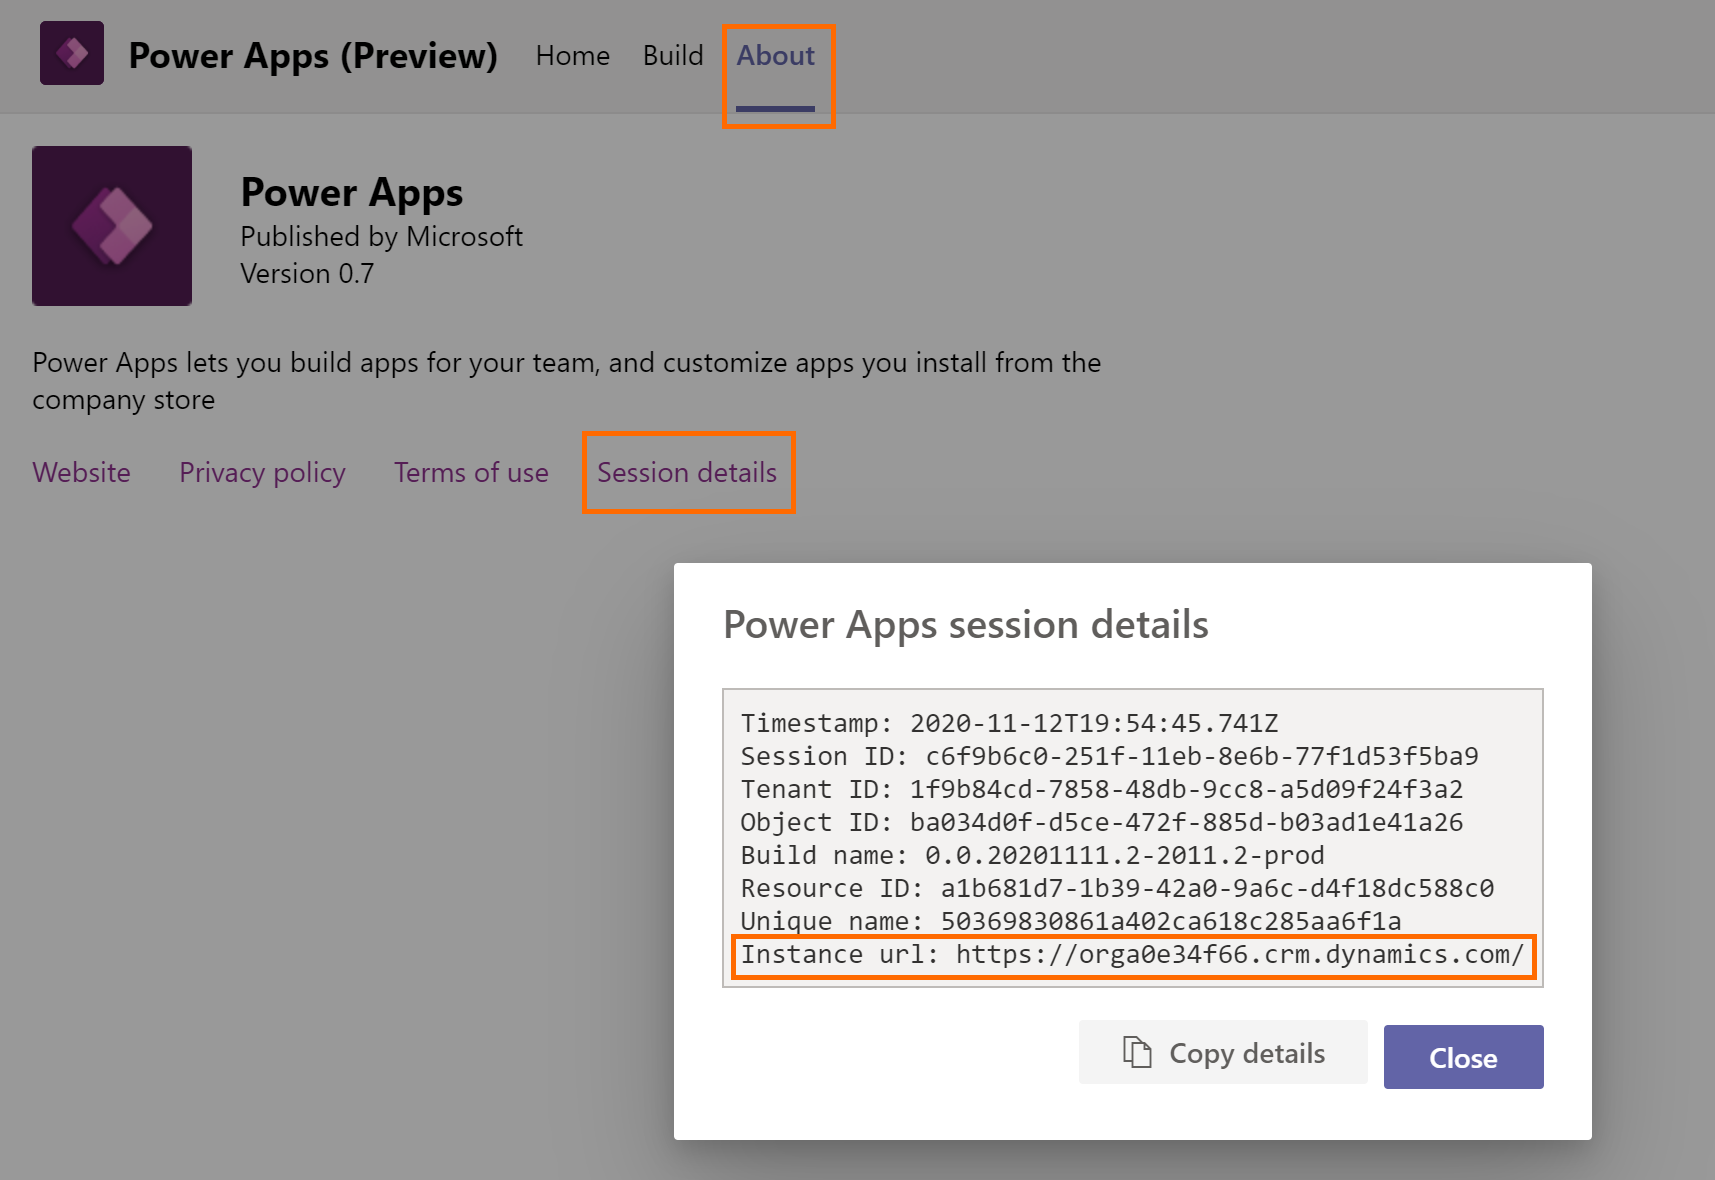 Power Apps (Preview) Home Build About
Power Apps
Published by Microsoft
Version 0.7
Power Apps lets you build apps for your team, and customize apps you install from the
company store
Website Privacy policy Terms of use Session details
Power Apps session details
Timestamp: 2020-11-12T19:54:45.741Z
Session ID: c6f9b6c0-251f-11eb-8e6b-77f1d53f5ba9
Tenant ID: 1f9b84cd-7858-48db-9cc8-a5d09f24f3a2
Object ID: ba034d0f-d5ce-472f-885d-b03ad1e41a26
Build name: 0.0.20201111.2-2011.2-prod
Resource ID: a1b681d7-1b39-42a0-9a6c-d4f18dc588c0
Unique name: 50369830861a402ca618c285aa6f1a
Instance url: https://orga0e34f66.crm.dynamics.com/
Copy details Close